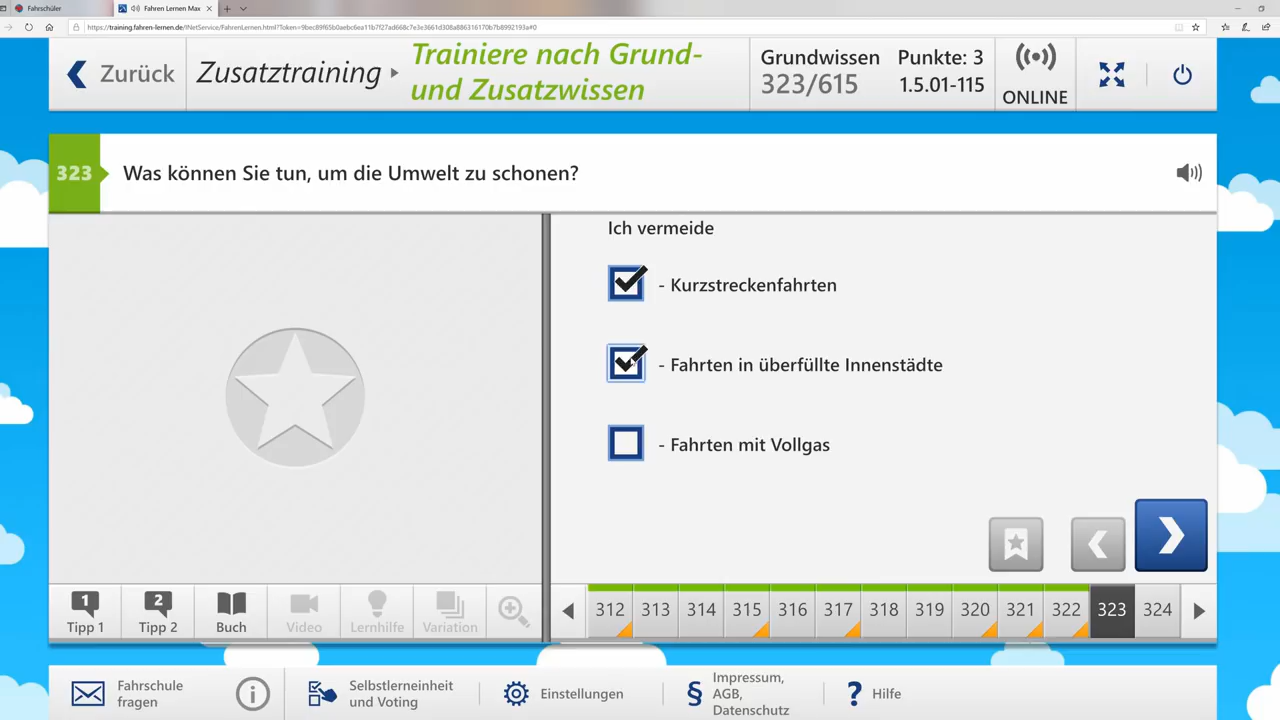 Fahrschüler
Fahren Lernen Max
Zurück
Zusatztraining
Trainiere nach Grund-
und Zusatzwissen
Grundwissen
323/615
Punkte: 3
1.5.01-115
ONLINE
323
Was können Sie tun, um die Umwelt zu schonen?
Ich vermeide
- Kurzstreckenfahrten
- Fahrten in überfüllte Innenstädte
- Fahrten mit Vollgas
1
Tipp 1
2
Tipp 2
Buch
Video
Lernhilfe
Variation
312 313 314 315 316 317 318 319 320 321 322 323 324
Fahrschule
fragen
Selbstlerneinheit
und Voting
Einstellungen
§
Impressum,
AGB,
Datenschutz
?
Hilfe